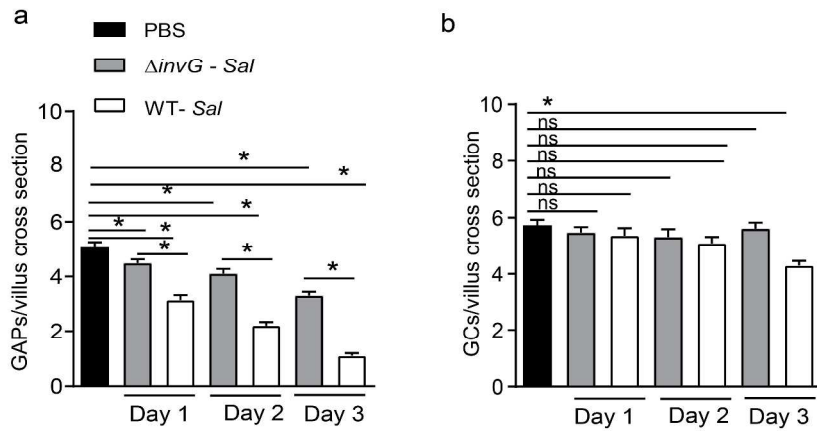 a
PBS
ΔinvG - Sal
WT- Sal
GAPs/villus cross section
10
8
6
4
2
0
*
*
*
*
*
*
*
*
*
Day 1
Day 2
Day 3
b
GCs/villus cross section
10
8
6
4
2
0
*
ns
ns
ns
ns
ns
ns
Day 1
Day 2
Day 3